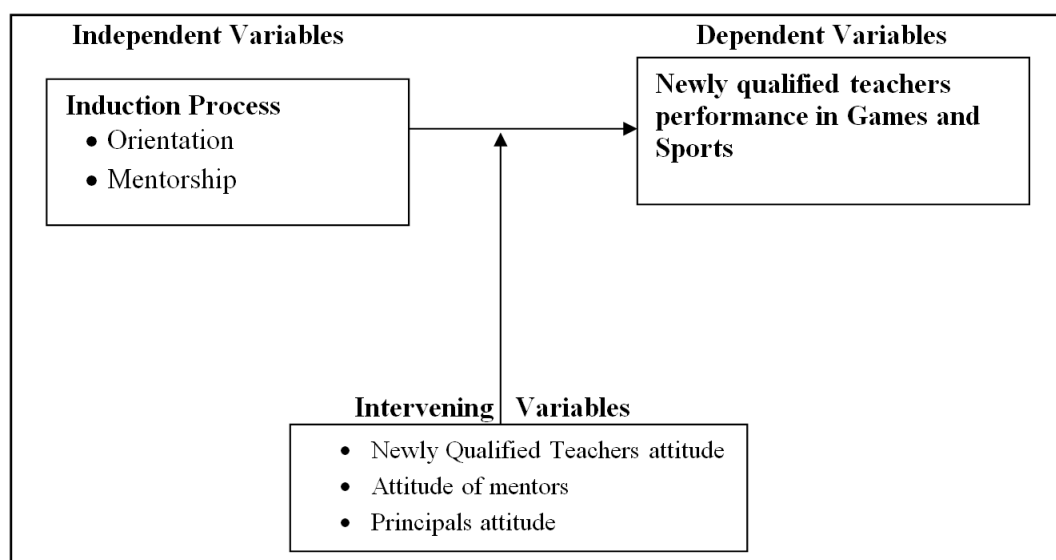 Independent Variables
Dependent Variables
Induction Process
• Orientation
• Mentorship
Newly qualified teachers
performance in Games and
Sports
Intervening Variables
• Newly Qualified Teachers attitude
• Attitude of mentors
• Principals attitude